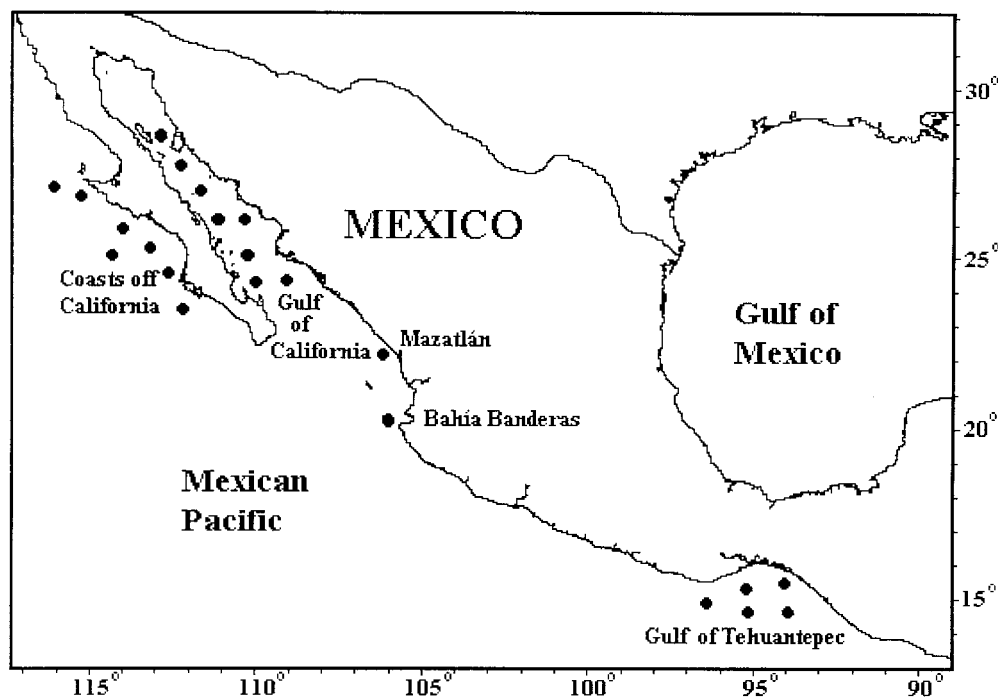 30°
MEXICO
25°
Coasts off
California
Gulf
of
California
Mazatlán
Gulf of
Mexico
Bahía Banderas
20°
Mexican
Pacific
15°
Gulf of Tehuantepec
115° 110° 105° 100° 95° 90°